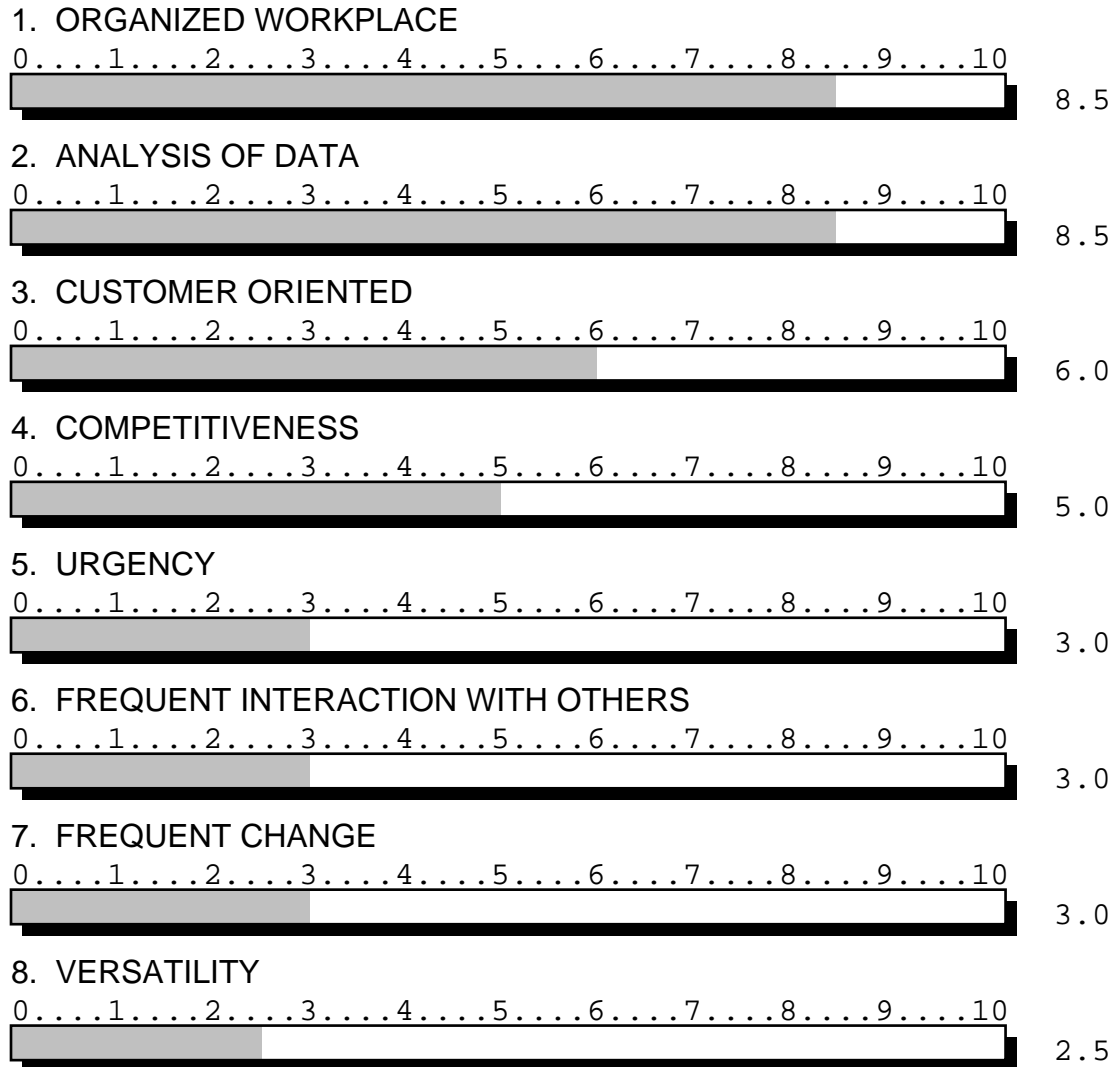 1. ORGANIZED WORKPLACE
0....1....2....3....4....5....6....7....8....9....10
8.5
2. ANALYSIS OF DATA
0....1....2....3....4....5....6....7....8....9....10
8.5
3. CUSTOMER ORIENTED
0....1....2....3....4....5....6....7....8....9....10
6.0
4. COMPETITIVENESS
0....1....2....3....4....5....6....7....8....9....10
5.0
5. URGENCY
0....1....2....3....4....5....6....7....8....9....10
3.0
6. FREQUENT INTERACTION WITH OTHERS
0....1....2....3....4....5....6....7....8....9....10
3.0
7. FREQUENT CHANGE
0....1....2....3....4....5....6....7....8....9....10
3.0
8. VERSATILITY
0....1....2....3....4....5....6....7....8....9....10
2.5